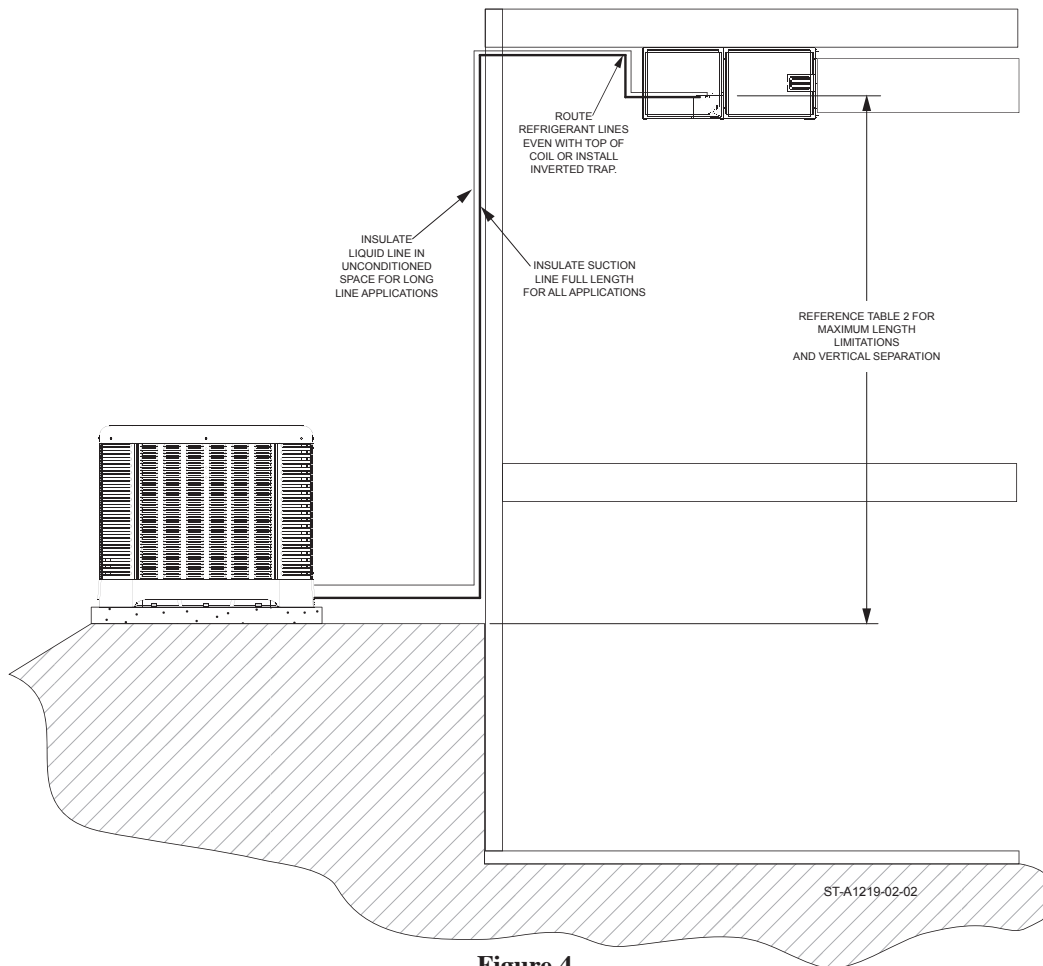 ROUTE
REFRIGERANT LINES
EVEN WITH TOP OF
COIL OR INSTALL
INVERTED TRAP.
INSULATE
LIQUID LINE IN
UNCONDITIONED
SPACE FOR LONG
LINE APPLICATIONS
INSULATE SUCTION
LINE FULL LENGTH
FOR ALL APPLICATIONS
REFERENCE TABLE 2 FOR
MAXIMUM LENGTH
LIMITATIONS
AND VERTICAL SEPARATION
ST-A1219-02-02
Figure 4